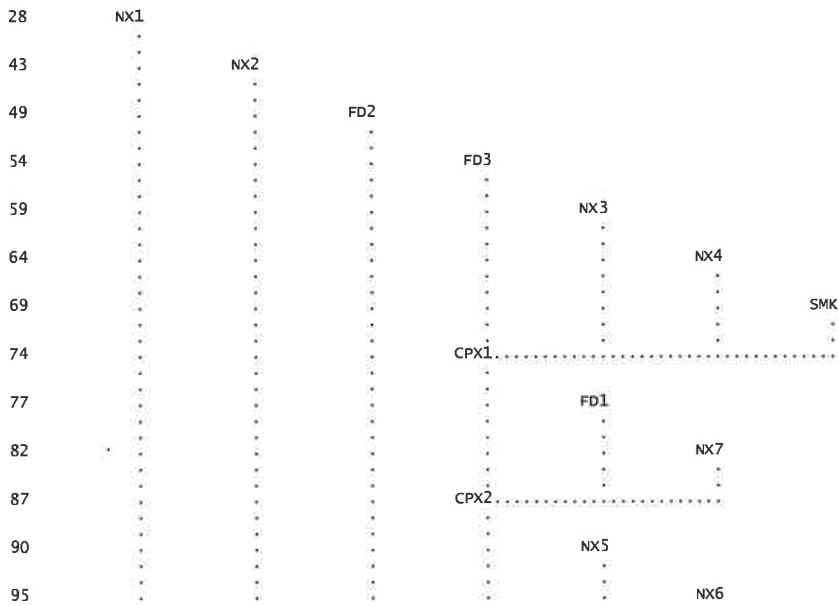 28 NX1
43 NX2
49 FD2
54 FD3
59 NX3
64 NX4
69 SMK
74 CPX1
77 FD1
82 NX7
87 CPX2
90 NX5
95 NX6